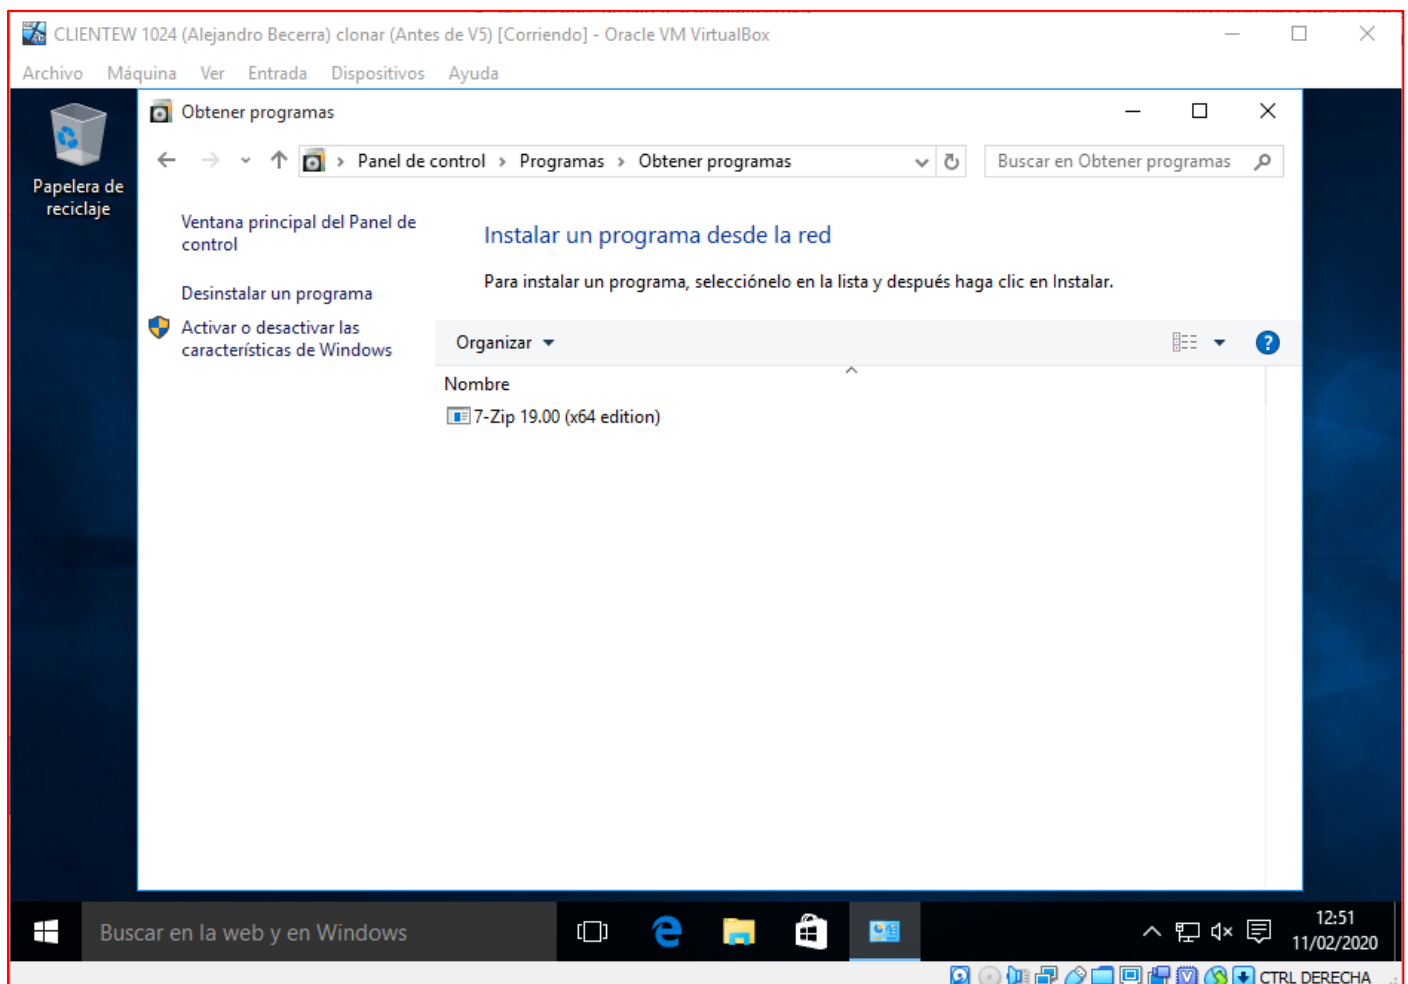 CLIENTEW 1024 (Alejandro Becerra) clonar (Antes de V5) [Corriendo] - Oracle VM VirtualBox
Archivo Máquina Ver Entrada Dispositivos Ayuda
Papelera de
reciclaje
Obtener programas
Panel de control > Programas > Obtener programas
Buscar en Obtener programas
Ventana principal del Panel de
control
Desinstalar un programa
Activar o desactivar las
características de Windows
Instalar un programa desde la red
Para instalar un programa, selecciónelo en la lista y después haga clic en Instalar.
Organizar
Nombre
7-Zip 19.00 (x64 edition)
Buscar en la web y en Windows
12:51
11/02/2020
CTRL DERECHA